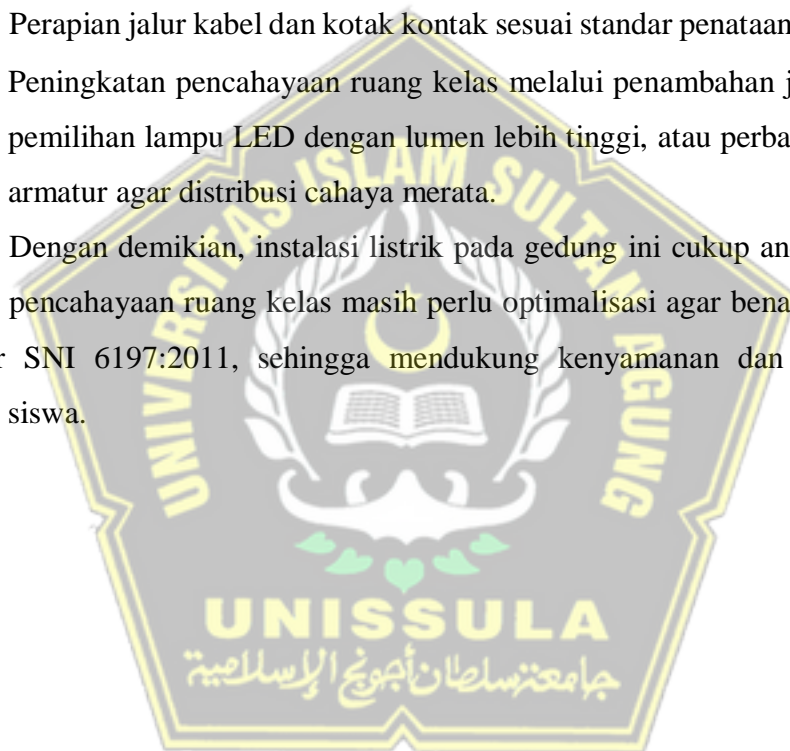 Perapian jalur kabel dan kotak kontak sesuai standar penataan
Peningkatan pencahayaan ruang kelas melalui penambahan
pemilihan lampu LED dengan lumen lebih tinggi, atau
armatur agar distribusi cahaya merata.
Dengan demikian, instalasi listrik pada gedung ini cukup
pencahayaan ruang kelas masih perlu optimalisasi agar
SNI 6197:2011, sehingga mendukung kenyamanan dan
siswa.
UNIVERSITAS ISLAM SULTAN AGUNG
UNISSULA
جامعة سلطان أجونج الإسلامية